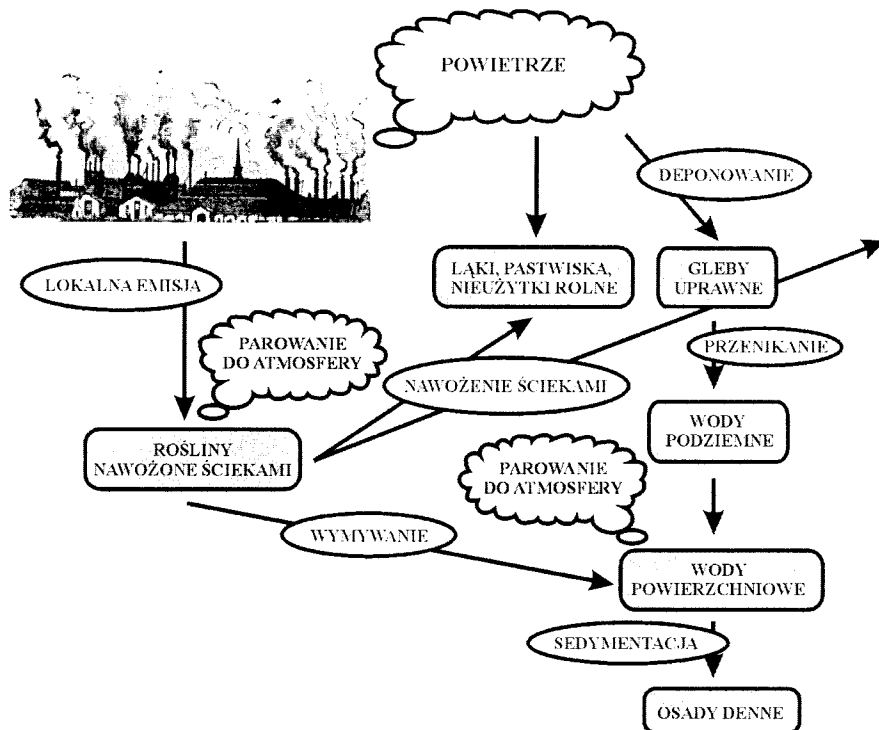 POWIETRZE
DEPONOWANIE
LOKALNA EMISJA
ŁĄKI, PASTWISKA,
NIEUŻYTKI ROLNE
GLEBY
UPRAWNE
PAROWANIE
DO ATMOSFERY
NAWOŻENIE ŚCIEKAMI
PRZENIKANIE
ROŚLINY
NAWOŻONE ŚCIEKAMI
WODY
PODZIEMNE
PAROWANIE
DO ATMOSFERY
WYMYWANIE
WODY
POWIERZCHNIOWE
SEDYMENTACJA
OSADY DENNE